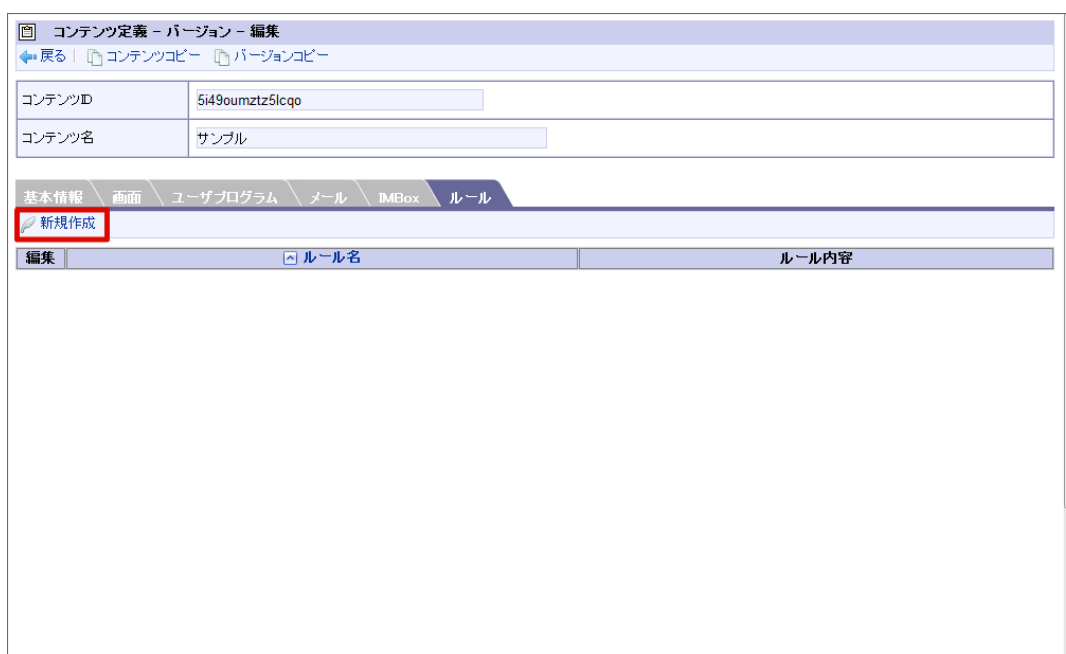 コンテンツ定義 - バージョン - 編集
戻る | コンテンツコピー バージョンコピー
コンテンツID 5i49oumztz5lcqo
コンテンツ名 サンプル
基本情報 画面 ユーザプログラム メール IMBox ルール
新規作成
編集 ルール名 ルール内容